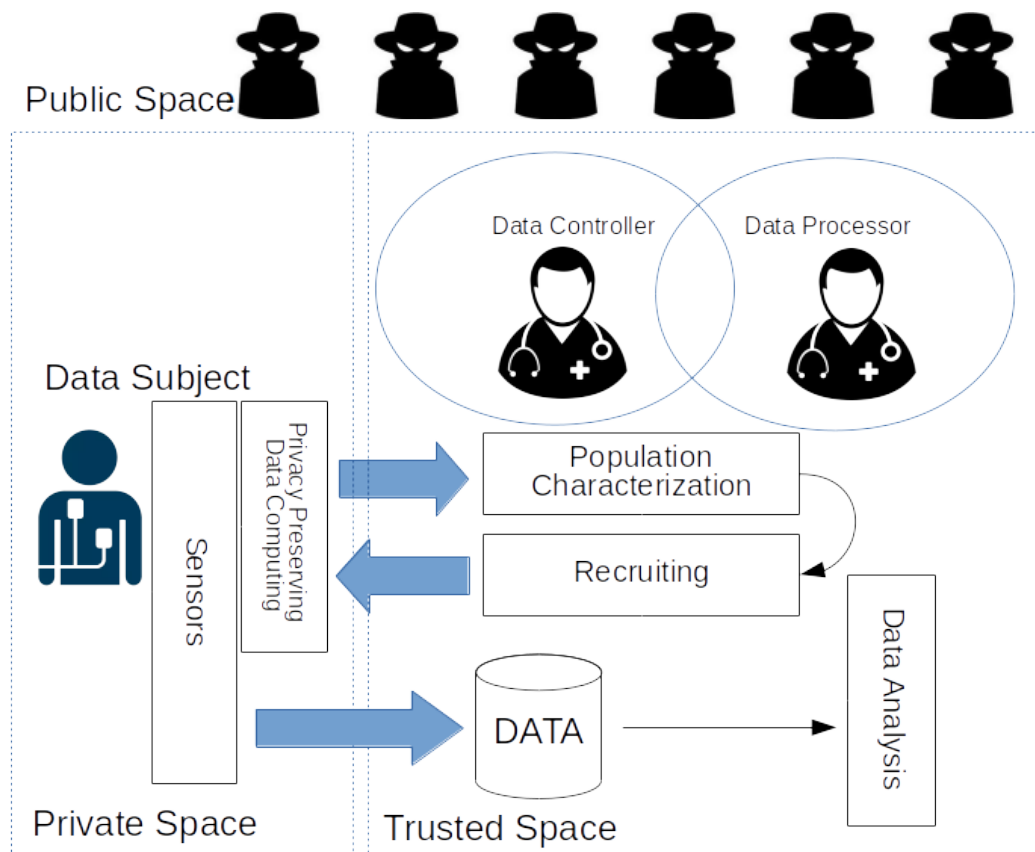 Public Space
Data Controller
Data Processor
Data Subject
Sensors
Privacy Preserving
Data Computing
Population
Characterization
Recruiting
DATA
Data Analysis
Private Space
Trusted Space